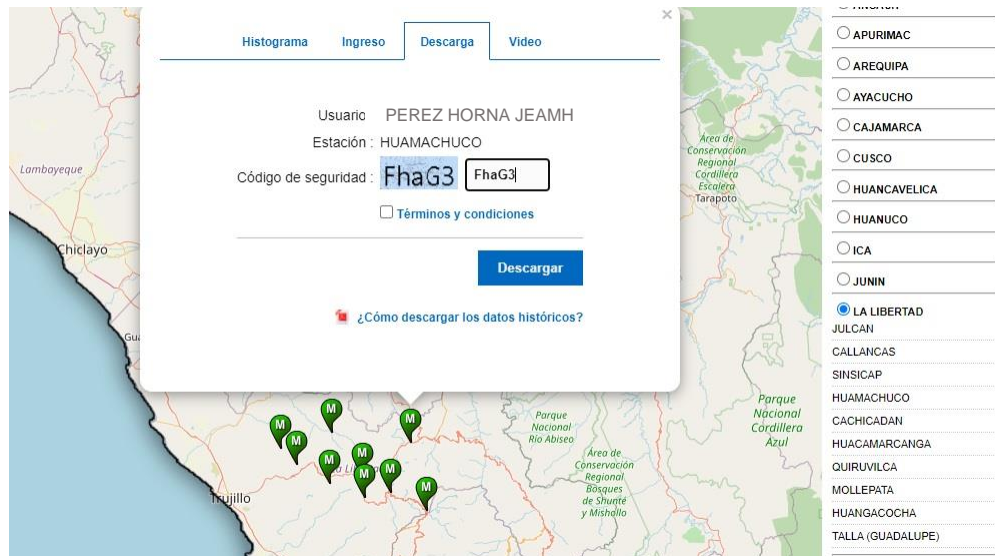 Histograma Ingreso Descarga Video
Usuario PEREZ HORNA JEAMH
Estación : HUAMACHUCO
Código de seguridad : FhaG3 FhaG3
Términos y condiciones
Descargar
¿Cómo descargar los datos históricos?
Lambayeque
Chiclayo
Trujillo
Área de
Conservación
Regional
Cordillera
Escalera
Tarapoto
Parque
Nacional
Río Abiseo
Área de
Conservación
Regional
Bosques
de Shunté
y Mishollo
Parque
Nacional
Cordillera
Azul
M
M
M
M
M
M
M
M
M
APURIMAC
AREQUIPA
AYACUCHO
CAJAMARCA
CUSCO
HUANCAVELICA
HUANUCO
ICA
JUNIN
LA LIBERTAD
JULCAN
CALLANCAS
SINSICAP
HUAMACHUCO
CACHICADAN
HUACAMARCANGA
QUIRUVILCA
MOLLEPATA
HUANGACOCHA
TALLA (GUADALUPE)